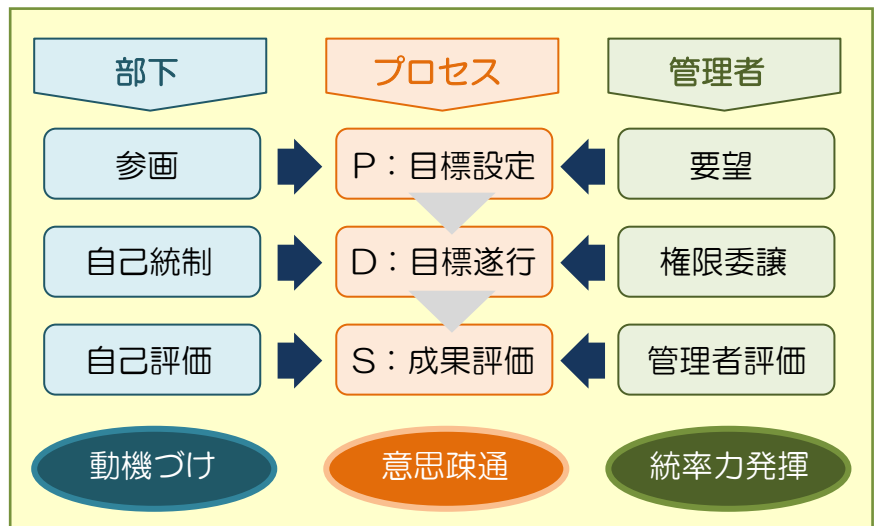 部下
プロセス
管理者
参画
P：目標設定
要望
自己統制
D：目標遂行
権限委譲
自己評価
S：成果評価
管理者評価
動機づけ
意思疎通
統率力発揮